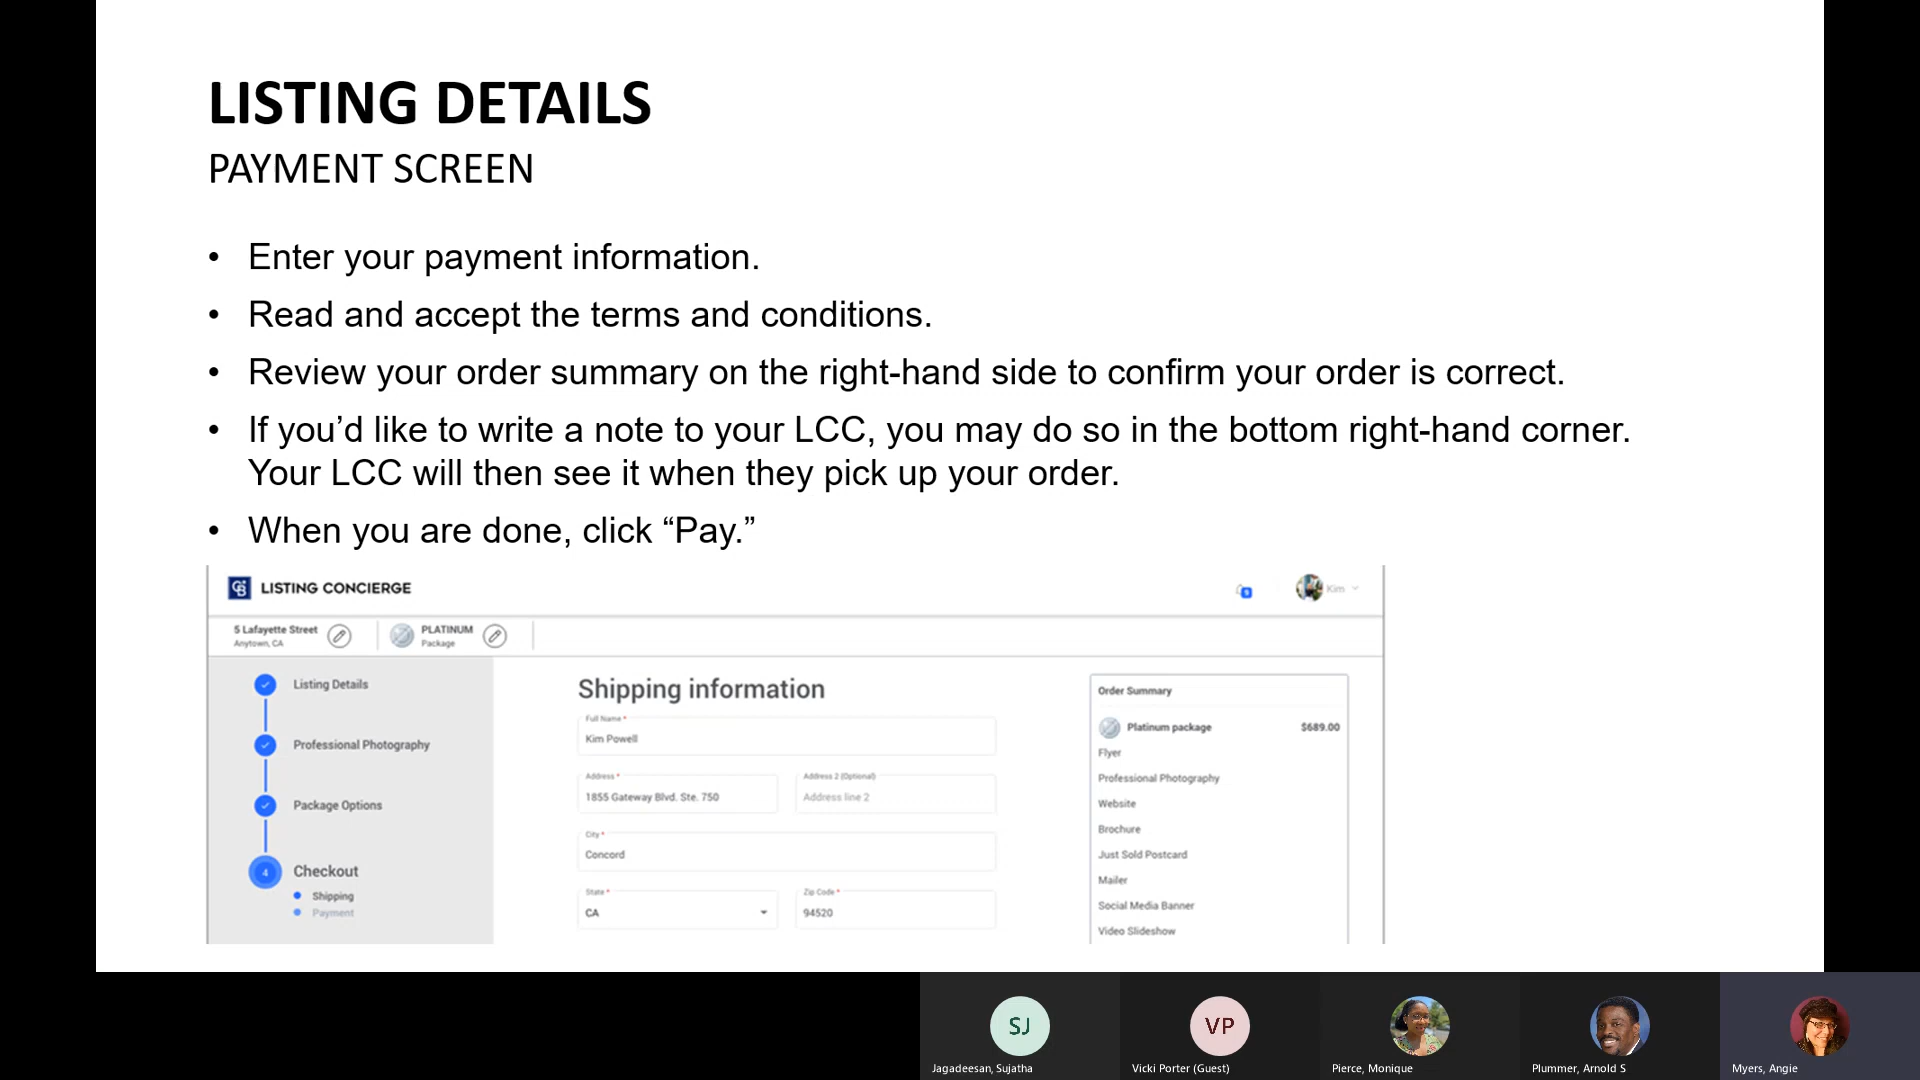 LISTING DETAILS
PAYMENT SCREEN
• Enter your payment information.
• Read and accept the terms and conditions.
• Review your order summary on the right-hand side to confirm your order is correct.
• If you’d like to write a note to your LCC, you may do so in the bottom right-hand corner.
Your LCC will then see it when they pick up your order.
• When you are done, click “Pay.”
CB LISTING CONCIERGE
Kim
5 Lafayette Street
Anytown, CA
PLATINUM
Package
Listing Details
Professional Photography
Package Options
4 Checkout
Shipping
Payment
Shipping information
Full Name *
Kim Powell
Address *
1855 Gateway Blvd. Ste. 750
Address 2 (Optional)
Address line 2
City *
Concord
State *
CA
Zip Code *
94520
Order Summary
Platinum package $689.00
Flyer
Professional Photography
Website
Brochure
Just Sold Postcard
Mailer
Social Media Banner
Video Slideshow
SJ
Jagadeesan, Sujatha
VP
Vicki Porter (Guest)
Pierce, Monique
Plummer, Arnold S
Myers, Angie